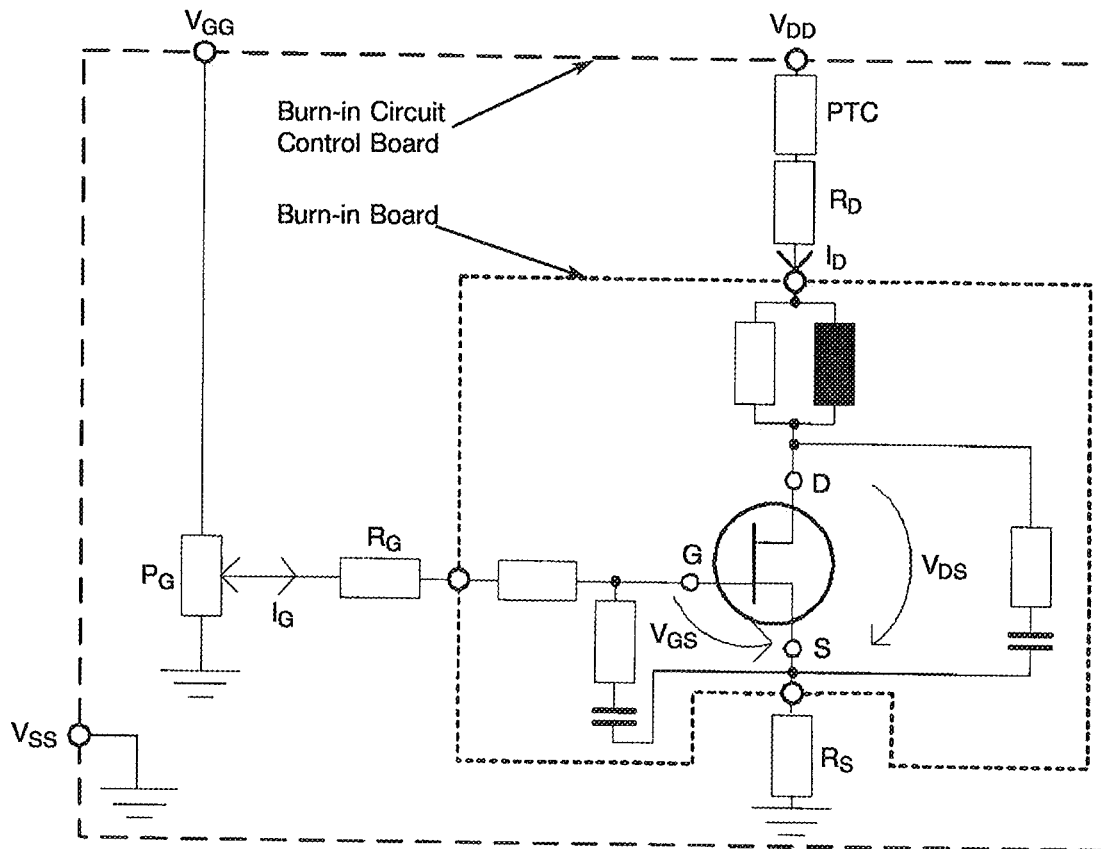 VGG
VDD
Burn-in Circuit
Control Board
PTC
RD
Burn-in Board
ID
D
RG
G
PG
IG
VDS
VGS
S
VSS
RS